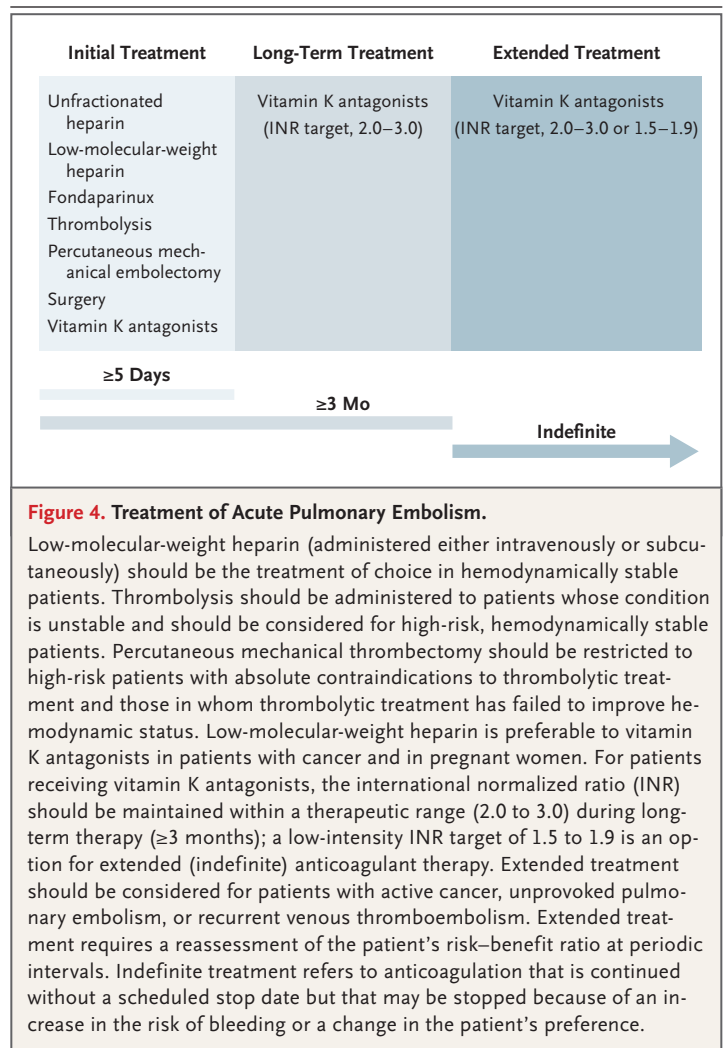 Initial Treatment
Long-Term Treatment
Extended Treatment
Unfractionated
heparin
Low-molecular-weight
heparin
Fondaparinux
Thrombolysis
Percutaneous mech-
anical embolectomy
Surgery
Vitamin K antagonists
Vitamin K antagonists
(INR target, 2.0–3.0)
Vitamin K antagonists
(INR target, 2.0–3.0 or 1.5–1.9)
≥5 Days
≥3 Mo
Indefinite
Figure 4. Treatment of Acute Pulmonary Embolism.
Low-molecular-weight heparin (administered either intravenously or subcu-
taneously) should be the treatment of choice in hemodynamically stable
patients. Thrombolysis should be administered to patients whose condition
is unstable and should be considered for high-risk, hemodynamically stable
patients. Percutaneous mechanical thrombectomy should be restricted to
high-risk patients with absolute contraindications to thrombolytic treat-
ment and those in whom thrombolytic treatment has failed to improve he-
modynamic status. Low-molecular-weight heparin is preferable to vitamin
K antagonists in patients with cancer and in pregnant women. For patients
receiving vitamin K antagonists, the international normalized ratio (INR)
should be maintained within a therapeutic range (2.0 to 3.0) during long-
term therapy (≥3 months); a low-intensity INR target of 1.5 to 1.9 is an op-
tion for extended (indefinite) anticoagulant therapy. Extended treatment
should be considered for patients with active cancer, unprovoked pulmo-
nary embolism, or recurrent venous thromboembolism. Extended treat-
ment requires a reassessment of the patient's risk–benefit ratio at periodic
intervals. Indefinite treatment refers to anticoagulation that is continued
without a scheduled stop date but that may be stopped because of an in-
crease in the risk of bleeding or a change in the patient's preference.